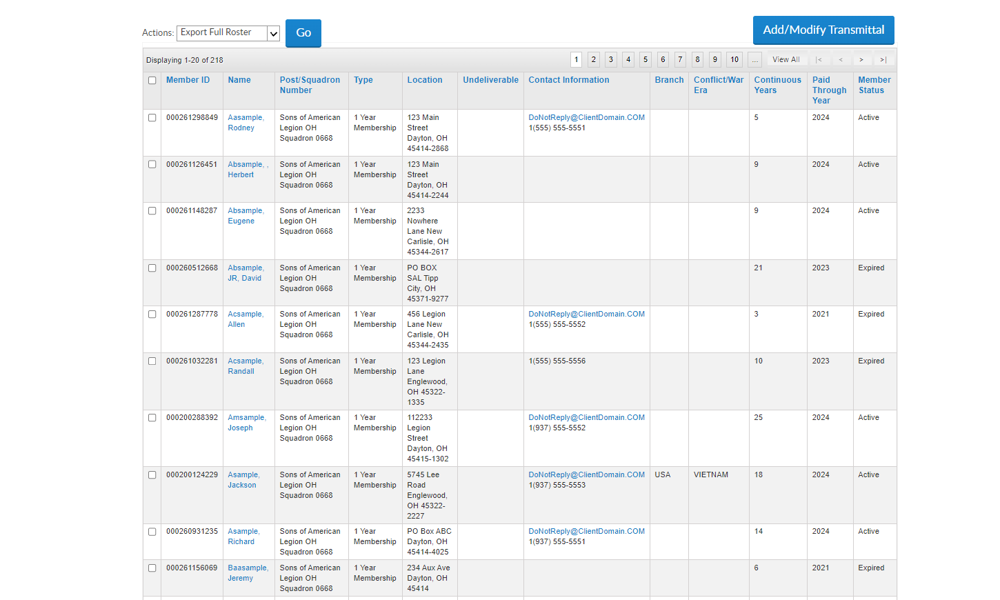 Actions: Export Full Roster Go Add/Modify Transmittal
Displaying 1-20 of 218 1 2 3 4 5 6 7 8 9 10 ... View All |< < > >|
Member ID Name Post/Squadron Type Location Undeliverable Contact Information Branch Conflict/War Continuous Paid Member
Number Era Years Through Status
Year
000261298849 Aasample, Sons of American 1 Year 123 Main DoNotReply@ClientDomain.COM 5 2024 Active
Rodney Legion OH Membership Street 1(555) 555-5551
Squadron 0668 Dayton, OH
45414-2868
000261126451 Absample, , Sons of American 1 Year 123 Main 9 2024 Active
Herbert Legion OH Membership Street
Squadron 0668 Dayton, OH
45414-2244
000261148287 Absample, Sons of American 1 Year 2233 9 2024 Active
Eugene Legion OH Membership Nowhere
Squadron 0668 Lane New
Carlisle, OH
45344-2617
000260512668 Absample, Sons of American 1 Year PO BOX 21 2023 Expired
JR, David Legion OH Membership SAL Tipp
Squadron 0668 City, OH
45371-9277
000261287778 Acsample, Sons of American 1 Year 456 Legion DoNotReply@ClientDomain.COM 3 2021 Expired
Allen Legion OH Membership Lane New 1(555) 555-5552
Squadron 0668 Carlisle, OH
45344-2435
000261032281 Acsample, Sons of American 1 Year 123 Legion 1(555) 555-5556 10 2023 Expired
Randall Legion OH Membership Lane
Squadron 0668 Englewood,
OH 45322-
1335
000200288392 Amsample, Sons of American 1 Year 112233 DoNotReply@ClientDomain.COM 25 2024 Active
Joseph Legion OH Membership Legion 1(937) 555-5552
Squadron 0668 Street
Dayton, OH
45415-1302
000200124229 Asample, Sons of American 1 Year 5745 Lee DoNotReply@ClientDomain.COM USA VIETNAM 18 2024 Active
Jackson Legion OH Membership Road 1(937) 555-5553
Squadron 0668 Englewood,
OH 45322-
2227
000260931235 Asample, Sons of American 1 Year PO Box ABC DoNotReply@ClientDomain.COM 14 2024 Active
Richard Legion OH Membership Dayton, OH 1(937) 555-5551
Squadron 0668 45414-4025
000261156069 Baasample, Sons of American 1 Year 234 Aux Ave 6 2021 Expired
Jeremy Legion OH Membership Dayton, OH
Squadron 0668 45414